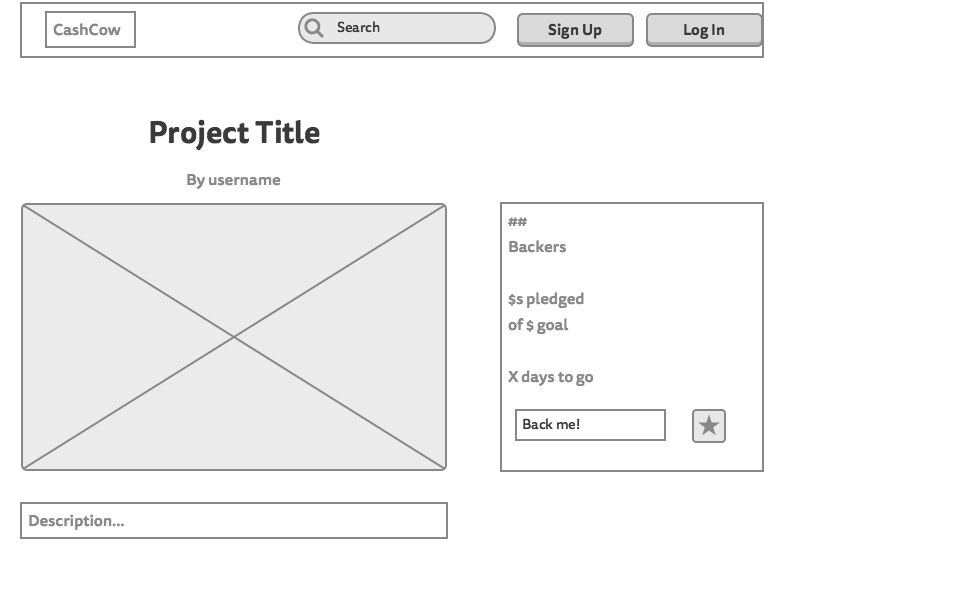 CashCow
Search
Sign Up
Log In
Project Title
By username
##
Backers
$s pledged
of $ goal
X days to go
Back me!
Description...